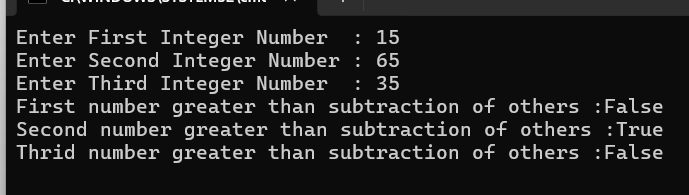 Enter First Integer Number  : 15
Enter Second Integer Number : 65
Enter Third Integer Number  : 35
First number greater than subtraction of others :False
Second number greater than subtraction of others :True
Thrid number greater than subtraction of others :False